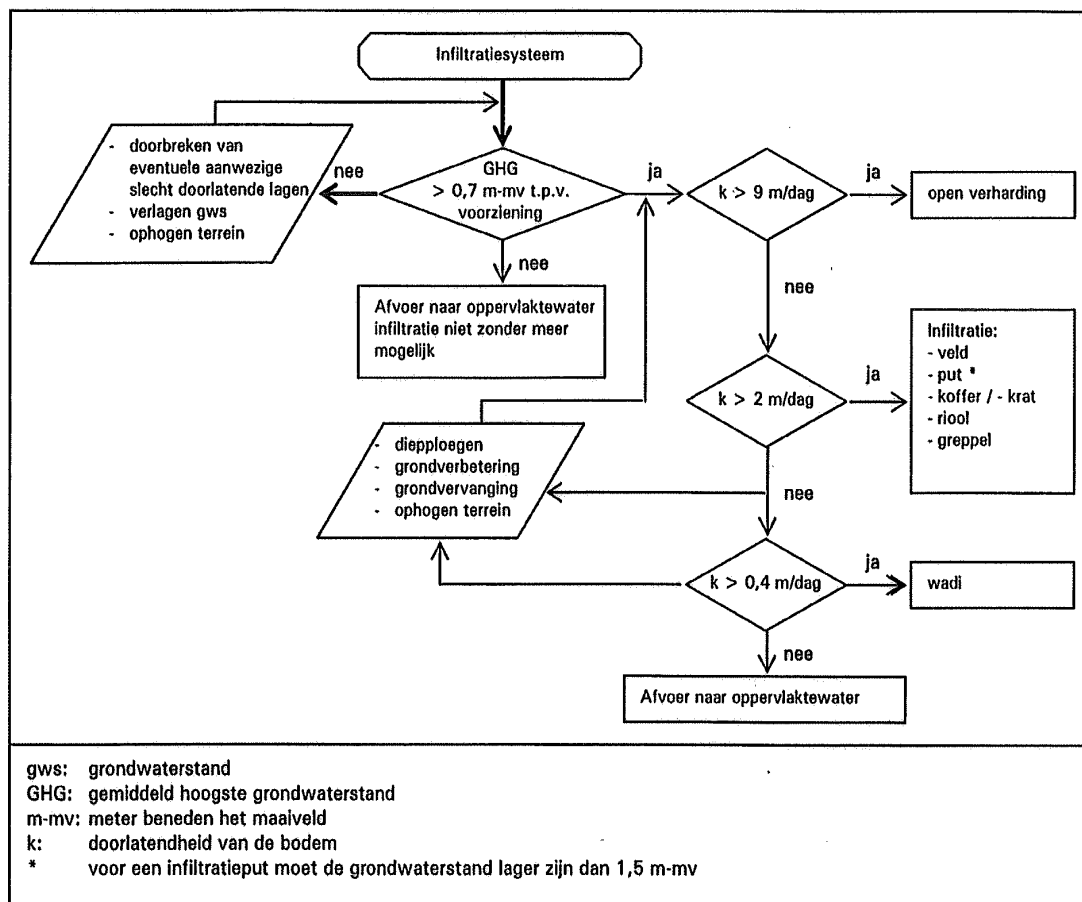 Infiltratiesysteem
- doorbreken van
eventuele aanwezige
slecht doorlatende lagen
- verlagen gws
- ophogen terrein
nee
GHG
> 0,7 m-mv t.p.v.
voorziening
ja
k > 9 m/dag
ja
open verharding
nee
Afvoer naar oppervlaktewater
infiltratie niet zonder meer
mogelijk
nee
k > 2 m/dag
ja
Infiltratie:
- veld
- put *
- koffer / - krat
- riool
- greppel
- diepploegen
- grondverbetering
- grondvervanging
- ophogen terrein
nee
k > 0,4 m/dag
ja
wadi
nee
Afvoer naar oppervlaktewater
gws: grondwaterstand
GHG: gemiddeld hoogste grondwaterstand
m-mv: meter beneden het maaiveld
k: doorlatendheid van de bodem
* voor een infiltratieput moet de grondwaterstand lager zijn dan 1,5 m-mv